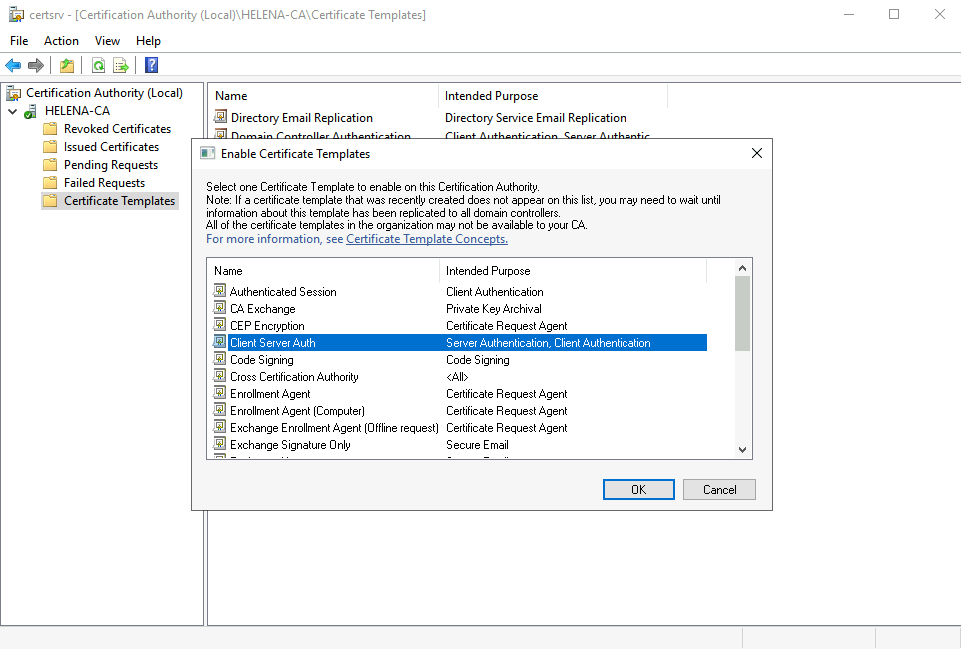 certsrv - [Certification Authority (Local)\HELENA-CA\Certificate Templates]
File Action View Help
Certification Authority (Local)
HELENA-CA
Revoked Certificates
Issued Certificates
Pending Requests
Failed Requests
Certificate Templates
Name Intended Purpose
Directory Email Replication Directory Service Email Replication
Domain Controller Authentication Client Authentication, Server Authentic
Enable Certificate Templates
Select one Certificate Template to enable on this Certification Authority.
Note: If a certificate template that was recently created does not appear on this list, you may need to wait until
information about this template has been replicated to all domain controllers.
All of the certificate templates in the organization may not be available to your CA.
For more information, see Certificate Template Concepts.
Name Intended Purpose
Authenticated Session Client Authentication
CA Exchange Private Key Archival
CEP Encryption Certificate Request Agent
Client Server Auth Server Authentication, Client Authentication
Code Signing Code Signing
Cross Certification Authority <All>
Enrollment Agent Certificate Request Agent
Enrollment Agent (Computer) Certificate Request Agent
Exchange Enrollment Agent (Offline request) Certificate Request Agent
Exchange Signature Only Secure Email
OK Cancel